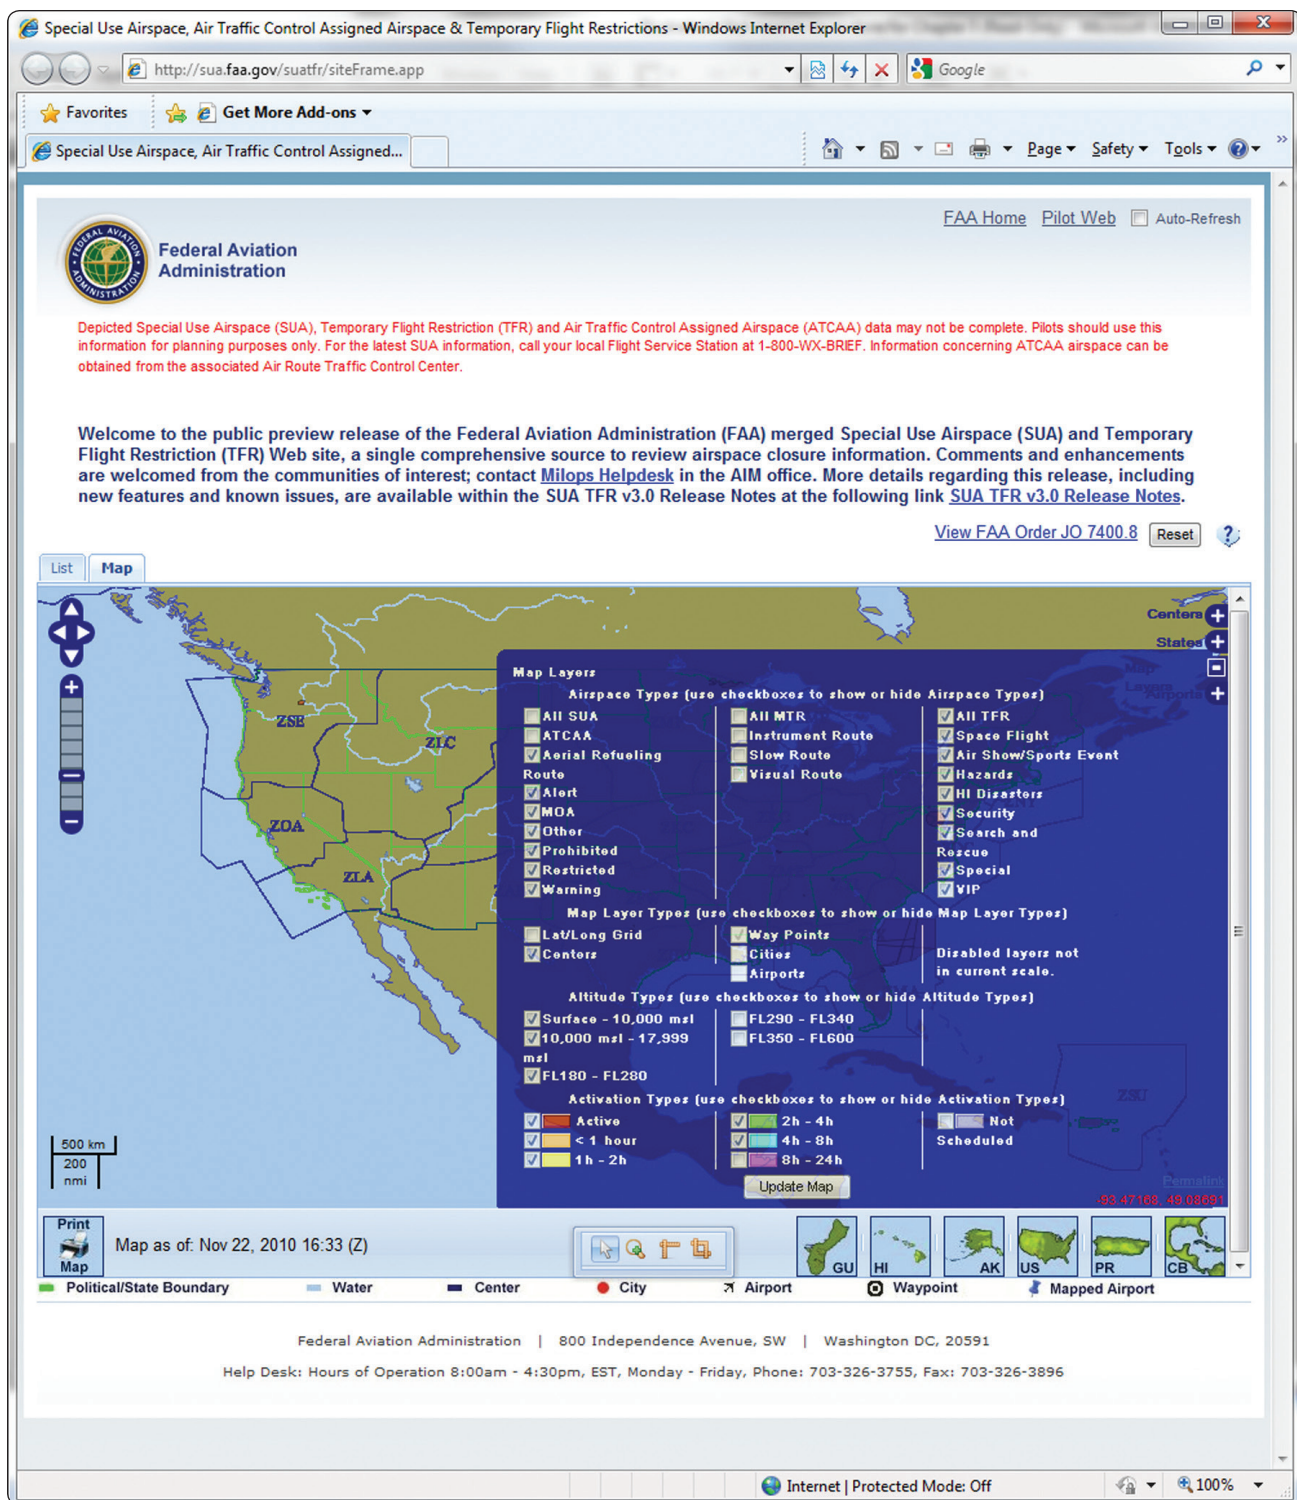 Special Use Airspace, Air Traffic Control Assigned Airspace & Temporary Flight Restrictions - Windows Internet Explorer
http://sua.faa.gov/suatfr/siteFrame.app
Google
Favorites
Get More Add-ons
Special Use Airspace, Air Traffic Control Assigned...
Page
Safety
Tools
FAA Home Pilot Web Auto-Refresh
Federal Aviation
Administration
Depicted Special Use Airspace (SUA), Temporary Flight Restriction (TFR) and Air Traffic Control Assigned Airspace (ATCAA) data may not be complete. Pilots should use this
information for planning purposes only. For the latest SUA information, call your local Flight Service Station at 1-800-WX-BRIEF. Information concerning ATCAA airspace can be
obtained from the associated Air Route Traffic Control Center.
Welcome to the public preview release of the Federal Aviation Administration (FAA) merged Special Use Airspace (SUA) and Temporary
Flight Restriction (TFR) Web site, a single comprehensive source to review airspace closure information. Comments and enhancements
are welcomed from the communities of interest; contact Milops Helpdesk in the AIM office. More details regarding this release, including
new features and known issues, are available within the SUA TFR v3.0 Release Notes at the following link SUA TFR v3.0 Release Notes.
View FAA Order JO 7400.8 Reset
List Map
Centers
States
Map
Layers
Airports
ZSE
ZLC
ZOA
ZLA
ZSU
Map Layers
Airspace Types (use checkboxes to show or hide Airspace Types)
All SUA All MTR All TFR
ATCAA Instrument Route Space Flight
Aerial Refueling Slow Route Air Show/Sports Event
Route Visual Route Hazards
Alert HI Disasters
MOA Security
Other Search and
Prohibited Rescue
Restricted Special
Warning VIP
Map Layer Types (use checkboxes to show or hide Map Layer Types)
Lat/Long Grid Way Points
Centers Cities Disabled layers not
Airports in current scale.
Altitude Types (use checkboxes to show or hide Altitude Types)
Surface - 10,000 msl FL290 - FL340
10,000 msl - 17,999 FL350 - FL600
msl
FL180 - FL280
Activation Types (use checkboxes to show or hide Activation Types)
Active 2h - 4h Not
< 1 hour 4h - 8h Scheduled
1h - 2h 8h - 24h
Update Map
Permalink
-93.47168, 49.08691
500 km
200
nmi
Print
Map
Map as of: Nov 22, 2010 16:33 (Z)
GU HI AK US PR CB
Political/State Boundary Water Center City Airport Waypoint Mapped Airport
Federal Aviation Administration | 800 Independence Avenue, SW | Washington DC, 20591
Help Desk: Hours of Operation 8:00am - 4:30pm, EST, Monday - Friday, Phone: 703-326-3755, Fax: 703-326-3896
Internet | Protected Mode: Off
100%